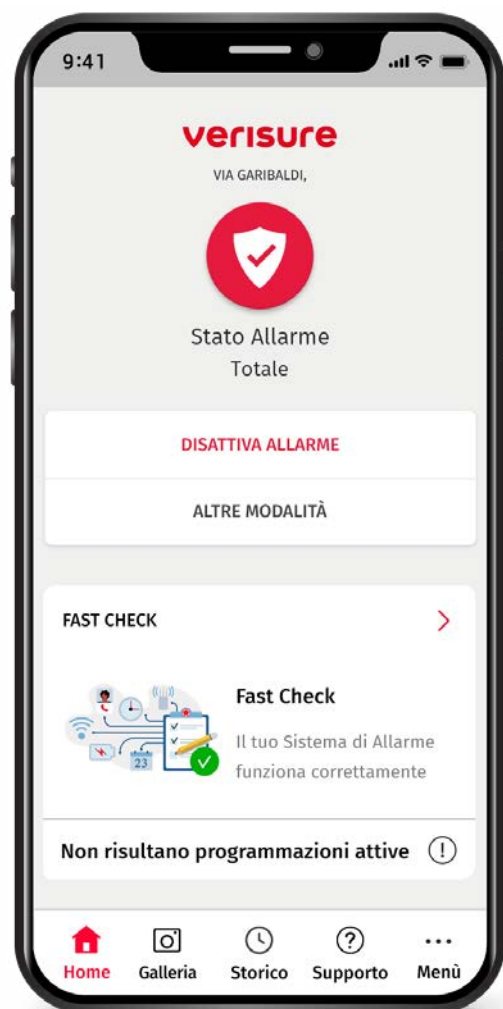 9:41
verisure
VIA GARIBALDI,
Stato Allarme
Totale
DISATTIVA ALLARME
ALTRE MODALITÀ
FAST CHECK
Fast Check
Il tuo Sistema di Allarme
funziona correttamente
23
Non risultano programmazioni attive
Home Galleria Storico Supporto Menù